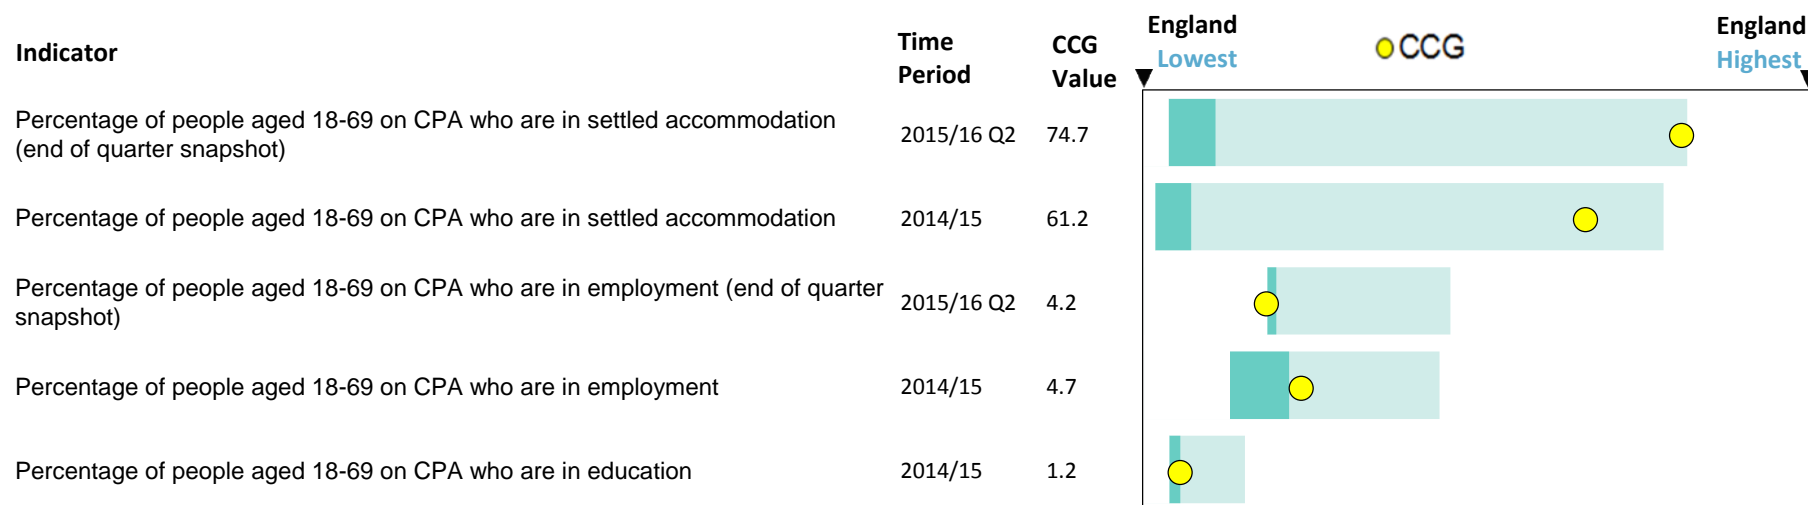 Indicator
Time
Period
CCG
Value
England
Lowest
CCG
England
Highest
Percentage of people aged 18-69 on CPA who are in settled accommodation
(end of quarter snapshot)
2015/16 Q2
74.7
Percentage of people aged 18-69 on CPA who are in settled accommodation
2014/15
61.2
Percentage of people aged 18-69 on CPA who are in employment (end of quarter
snapshot)
2015/16 Q2
4.2
Percentage of people aged 18-69 on CPA who are in employment
2014/15
4.7
Percentage of people aged 18-69 on CPA who are in education
2014/15
1.2